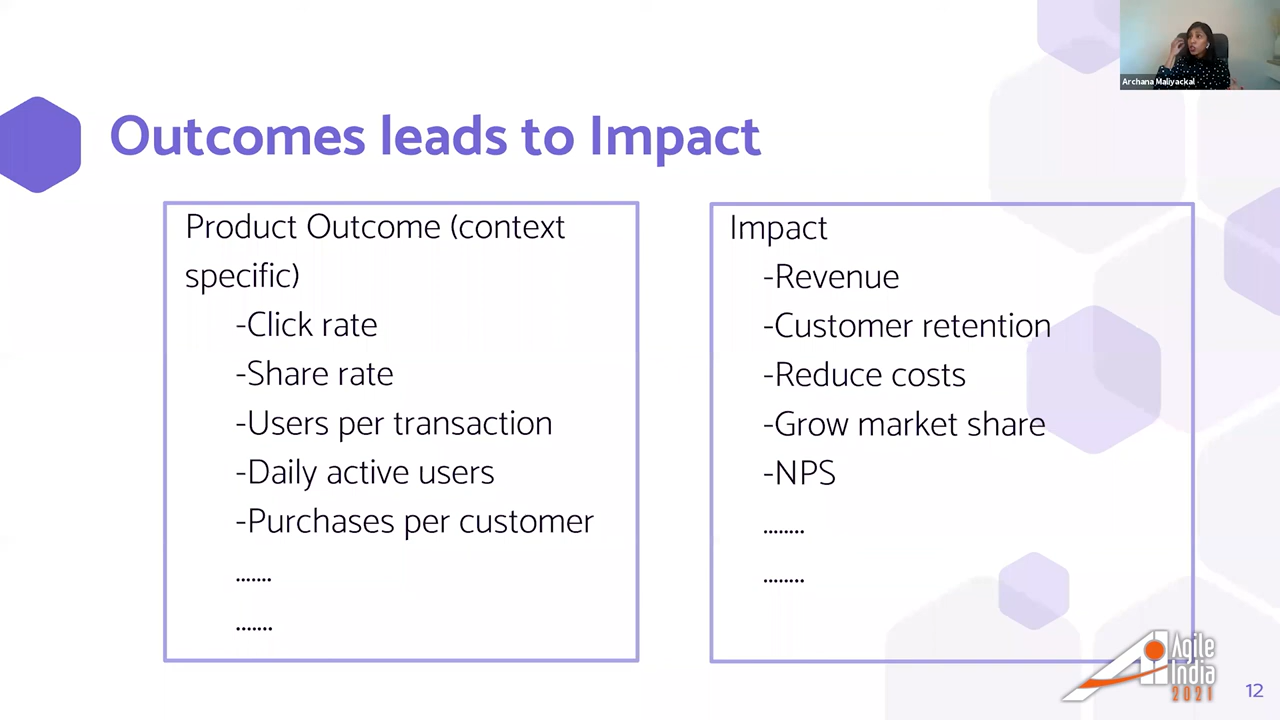 Archana Maliyackal
Outcomes leads to Impact
Product Outcome (context
specific)
-Click rate
-Share rate
-Users per transaction
-Daily active users
-Purchases per customer
.......
.......
Impact
-Revenue
-Customer retention
-Reduce costs
-Grow market share
-NPS
........
........
Agile
India
2021
12